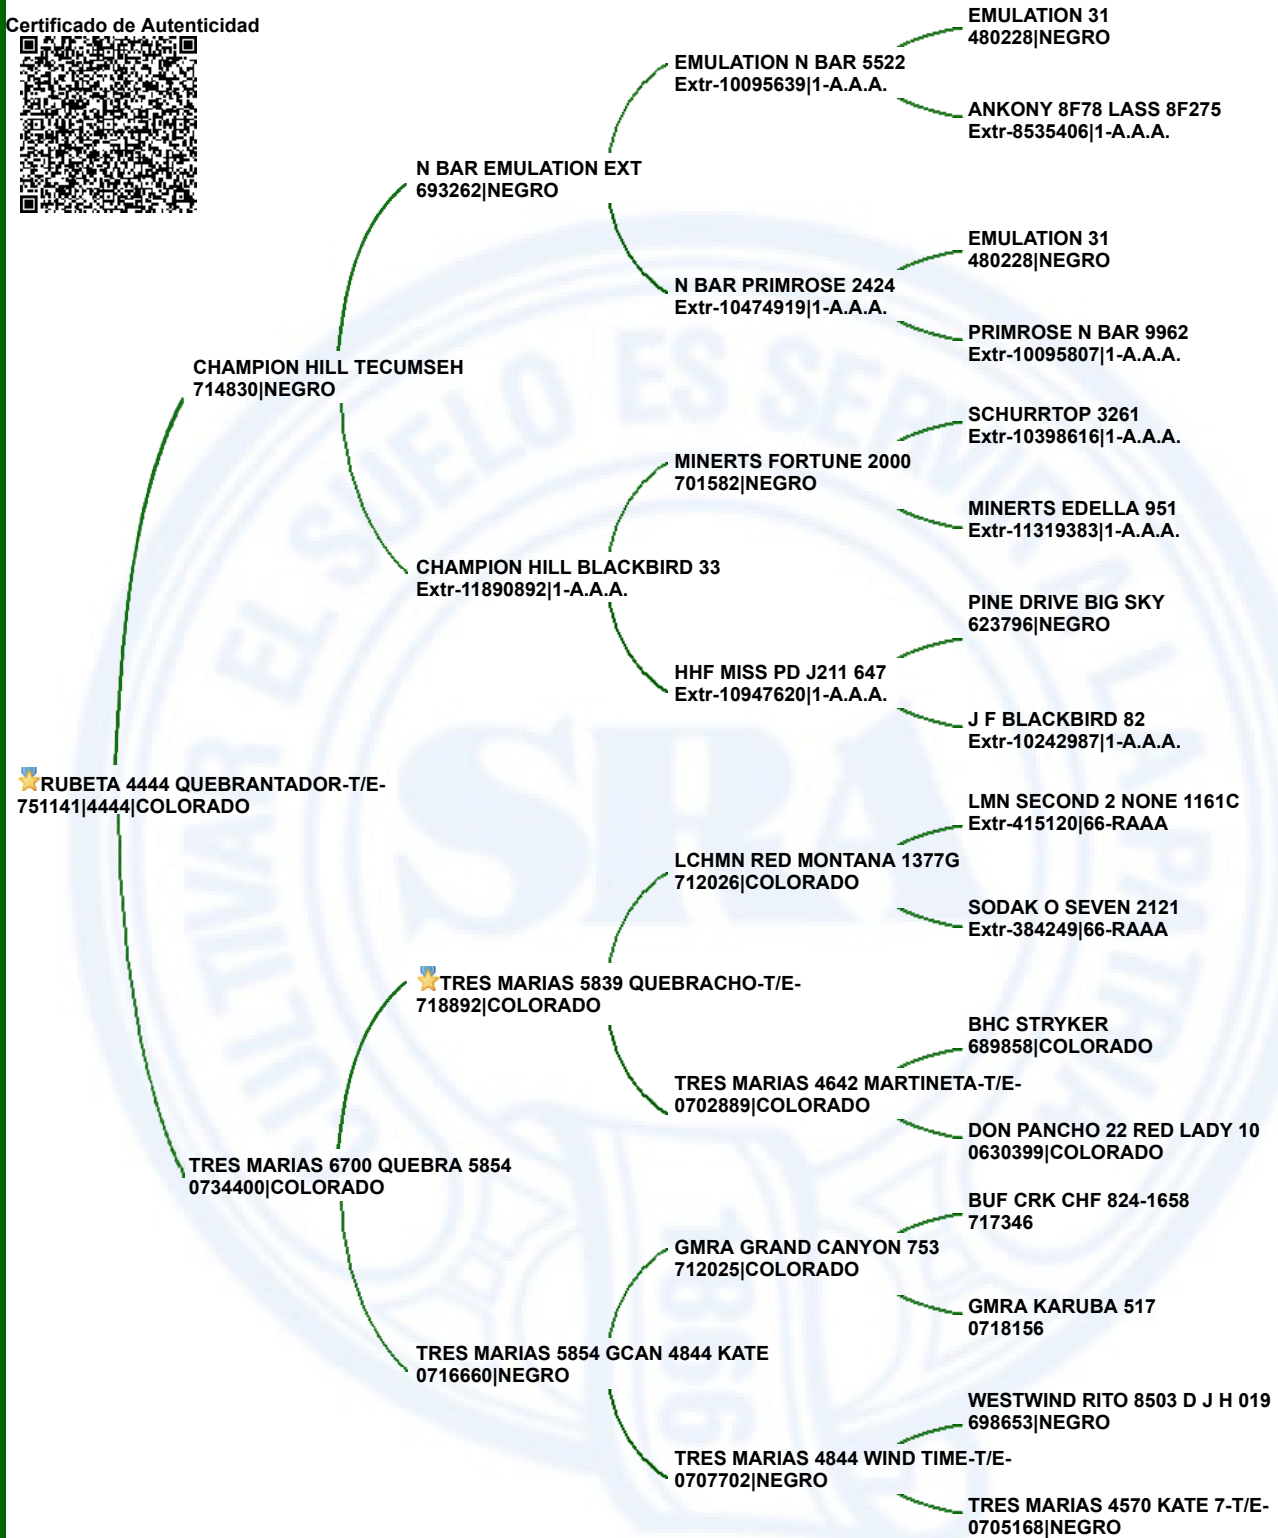 Certificado de Autenticidad
EMULATION 31
480228|NEGRO
EMULATION N BAR 5522
Extr-10095639|1-A.A.A.
ANKONY 8F78 LASS 8F275
Extr-8535406|1-A.A.A.
N BAR EMULATION EXT
693262|NEGRO
EMULATION 31
480228|NEGRO
N BAR PRIMROSE 2424
Extr-10474919|1-A.A.A.
PRIMROSE N BAR 9962
Extr-10095807|1-A.A.A.
CHAMPION HILL TECUMSEH
714830|NEGRO
SCHURRTOP 3261
Extr-10398616|1-A.A.A.
MINERTS FORTUNE 2000
701582|NEGRO
MINERTS EDELLA 951
Extr-11319383|1-A.A.A.
CHAMPION HILL BLACKBIRD 33
Extr-11890892|1-A.A.A.
PINE DRIVE BIG SKY
623796|NEGRO
HHF MISS PD J211 647
Extr-10947620|1-A.A.A.
J F BLACKBIRD 82
Extr-10242987|1-A.A.A.
RUBETA 4444 QUEBRANTADOR-T/E-
751141|4444|COLORADO
LMN SECOND 2 NONE 1161C
Extr-415120|66-RAAA
LCHMN RED MONTANA 1377G
712026|COLORADO
SODAK O SEVEN 2121
Extr-384249|66-RAAA
TRES MARIAS 5839 QUEBRACHO-T/E-
718892|COLORADO
BHC STRYKER
689858|COLORADO
TRES MARIAS 4642 MARTINETA-T/E-
0702889|COLORADO
DON PANCHO 22 RED LADY 10
0630399|COLORADO
TRES MARIAS 6700 QUEBRA 5854
0734400|COLORADO
BUF CRK CHF 824-1658
717346
GMRA GRAND CANYON 753
712025|COLORADO
GMRA KARUBA 517
0718156
TRES MARIAS 5854 GCAN 4844 KATE
0716660|NEGRO
WESTWIND RITO 8503 D J H 019
698653|NEGRO
TRES MARIAS 4844 WIND TIME-T/E-
0707702|NEGRO
TRES MARIAS 4570 KATE 7-T/E-
0705168|NEGRO
CULTIVAR EL SUELO ES SERVIR A LA PATRIA
SRA
1866